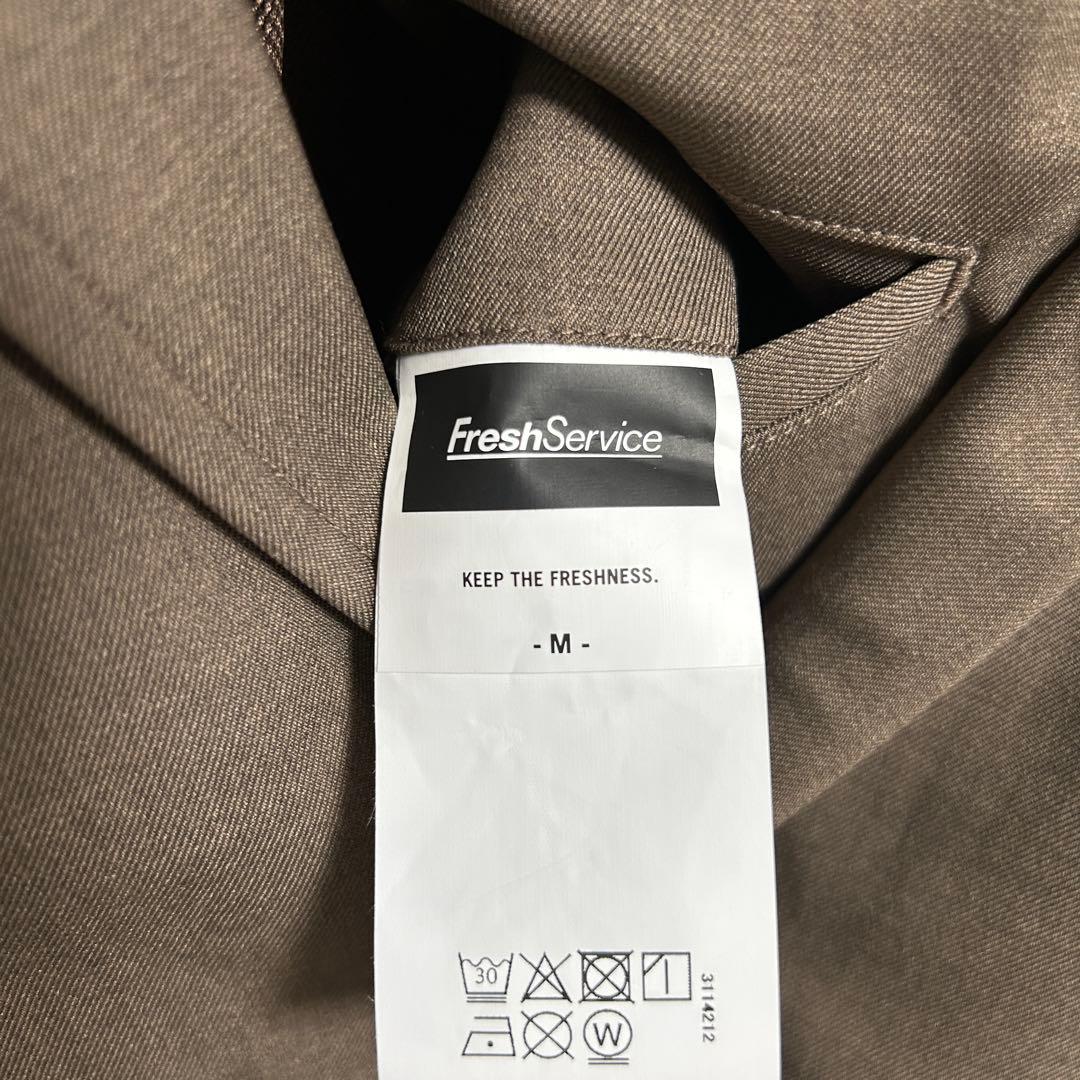 FreshService
KEEP THE FRESHNESS.
- M -
30
W
3114212